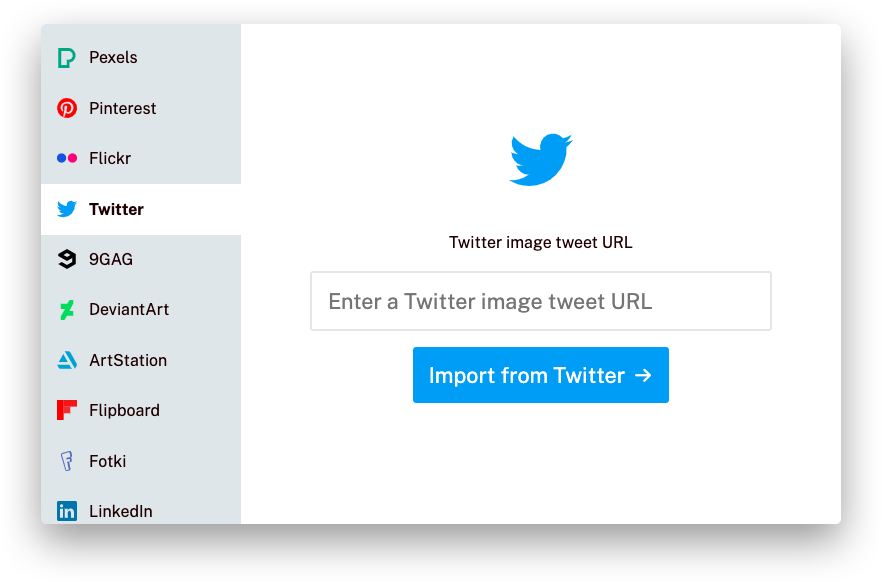 Pexels
Pinterest
Flickr
Twitter
9GAG
DeviantArt
ArtStation
Flipboard
Fotki
LinkedIn
Twitter image tweet URL
Enter a Twitter image tweet URL
Import from Twitter →